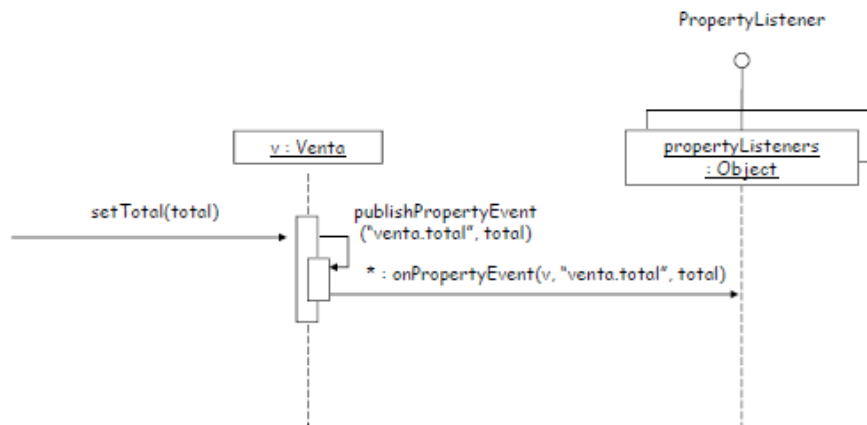 PropertyListener
v : Venta
propertyListeners
: Object
setTotal(total)
publishPropertyEvent
("venta.total", total)
* : onPropertyEvent(v, "venta.total", total)